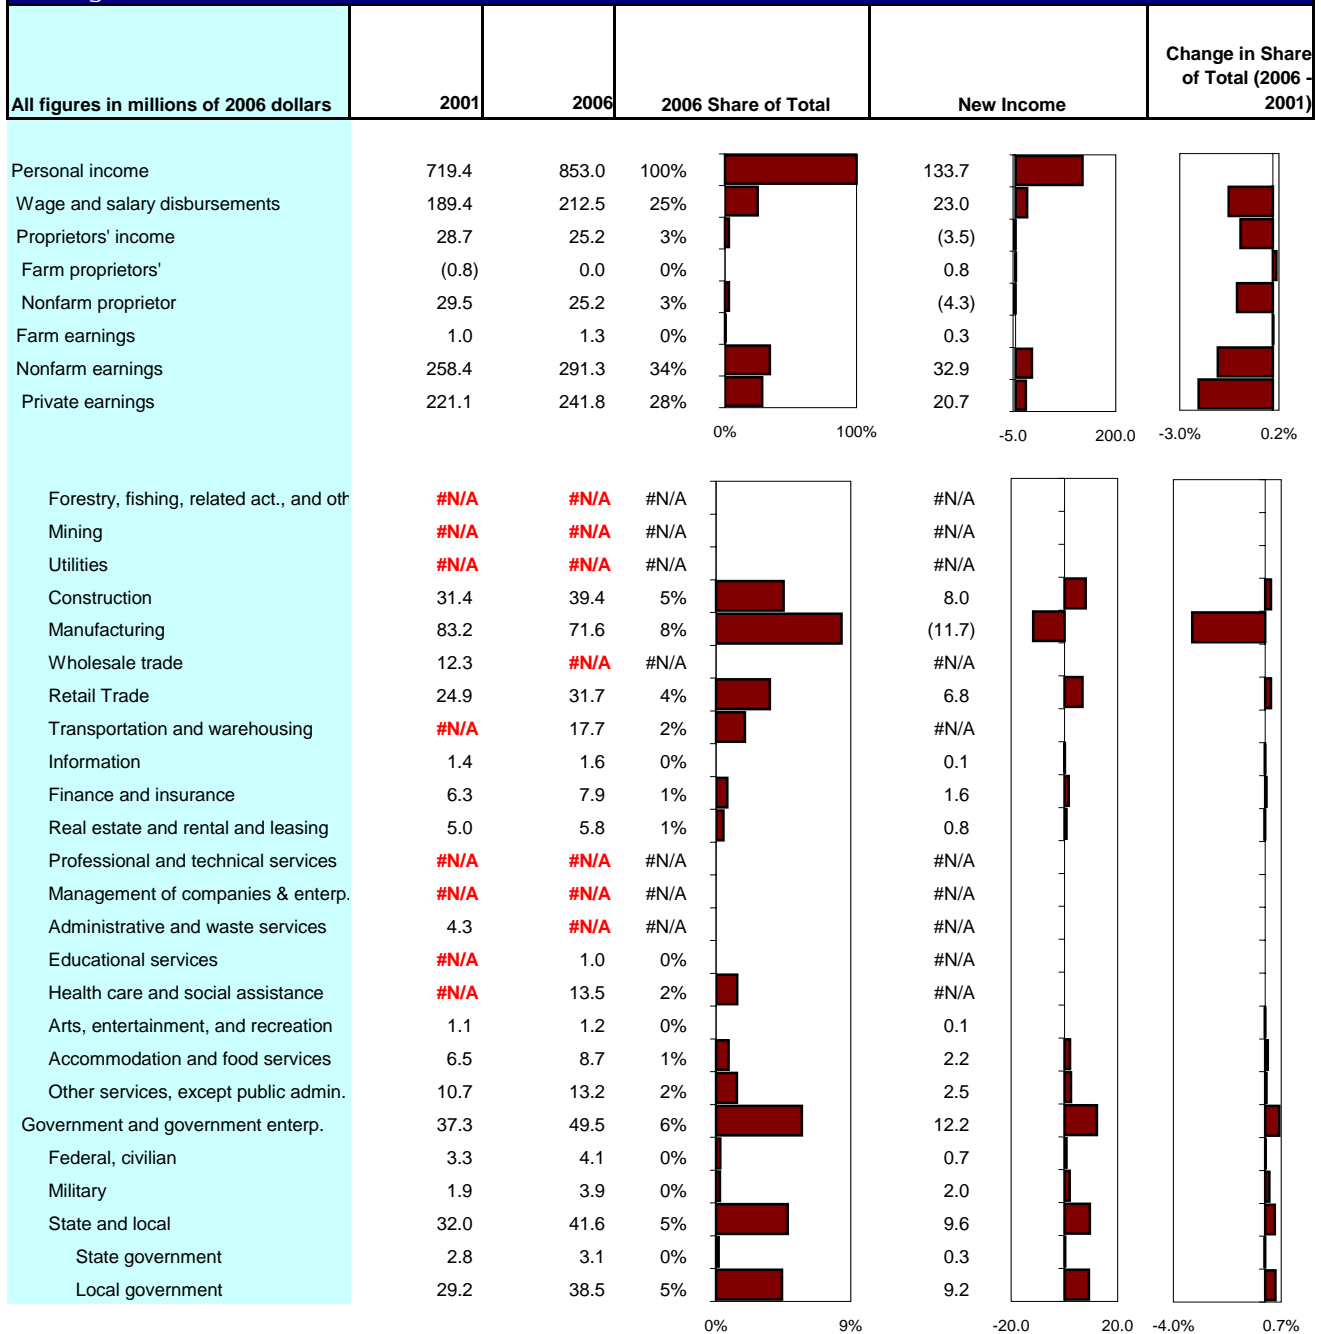 All figures in millions of 2006 dollars 2001 2006 2006 Share of Total New Income Change in Share of Total (2006 - 2001)
Personal income 719.4 853.0 100% 133.7
Wage and salary disbursements 189.4 212.5 25% 23.0
Proprietors' income 28.7 25.2 3% (3.5)
Farm proprietors' (0.8) 0.0 0% 0.8
Nonfarm proprietor 29.5 25.2 3% (4.3)
Farm earnings 1.0 1.3 0% 0.3
Nonfarm earnings 258.4 291.3 34% 32.9
Private earnings 221.1 241.8 28% 20.7
0% 100% -5.0 200.0 -3.0% 0.2%
Forestry, fishing, related act., and oth #N/A #N/A #N/A #N/A
Mining #N/A #N/A #N/A #N/A
Utilities #N/A #N/A #N/A #N/A
Construction 31.4 39.4 5% 8.0
Manufacturing 83.2 71.6 8% (11.7)
Wholesale trade 12.3 #N/A #N/A #N/A
Retail Trade 24.9 31.7 4% 6.8
Transportation and warehousing #N/A 17.7 2% #N/A
Information 1.4 1.6 0% 0.1
Finance and insurance 6.3 7.9 1% 1.6
Real estate and rental and leasing 5.0 5.8 1% 0.8
Professional and technical services #N/A #N/A #N/A #N/A
Management of companies & enterp. #N/A #N/A #N/A #N/A
Administrative and waste services 4.3 #N/A #N/A #N/A
Educational services #N/A 1.0 0% #N/A
Health care and social assistance #N/A 13.5 2% #N/A
Arts, entertainment, and recreation 1.1 1.2 0% 0.1
Accommodation and food services 6.5 8.7 1% 2.2
Other services, except public admin. 10.7 13.2 2% 2.5
Government and government enterp. 37.3 49.5 6% 12.2
Federal, civilian 3.3 4.1 0% 0.7
Military 1.9 3.9 0% 2.0
State and local 32.0 41.6 5% 9.6
State government 2.8 3.1 0% 0.3
Local government 29.2 38.5 5% 9.2
0% 9% -20.0 20.0 -4.0% 0.7%